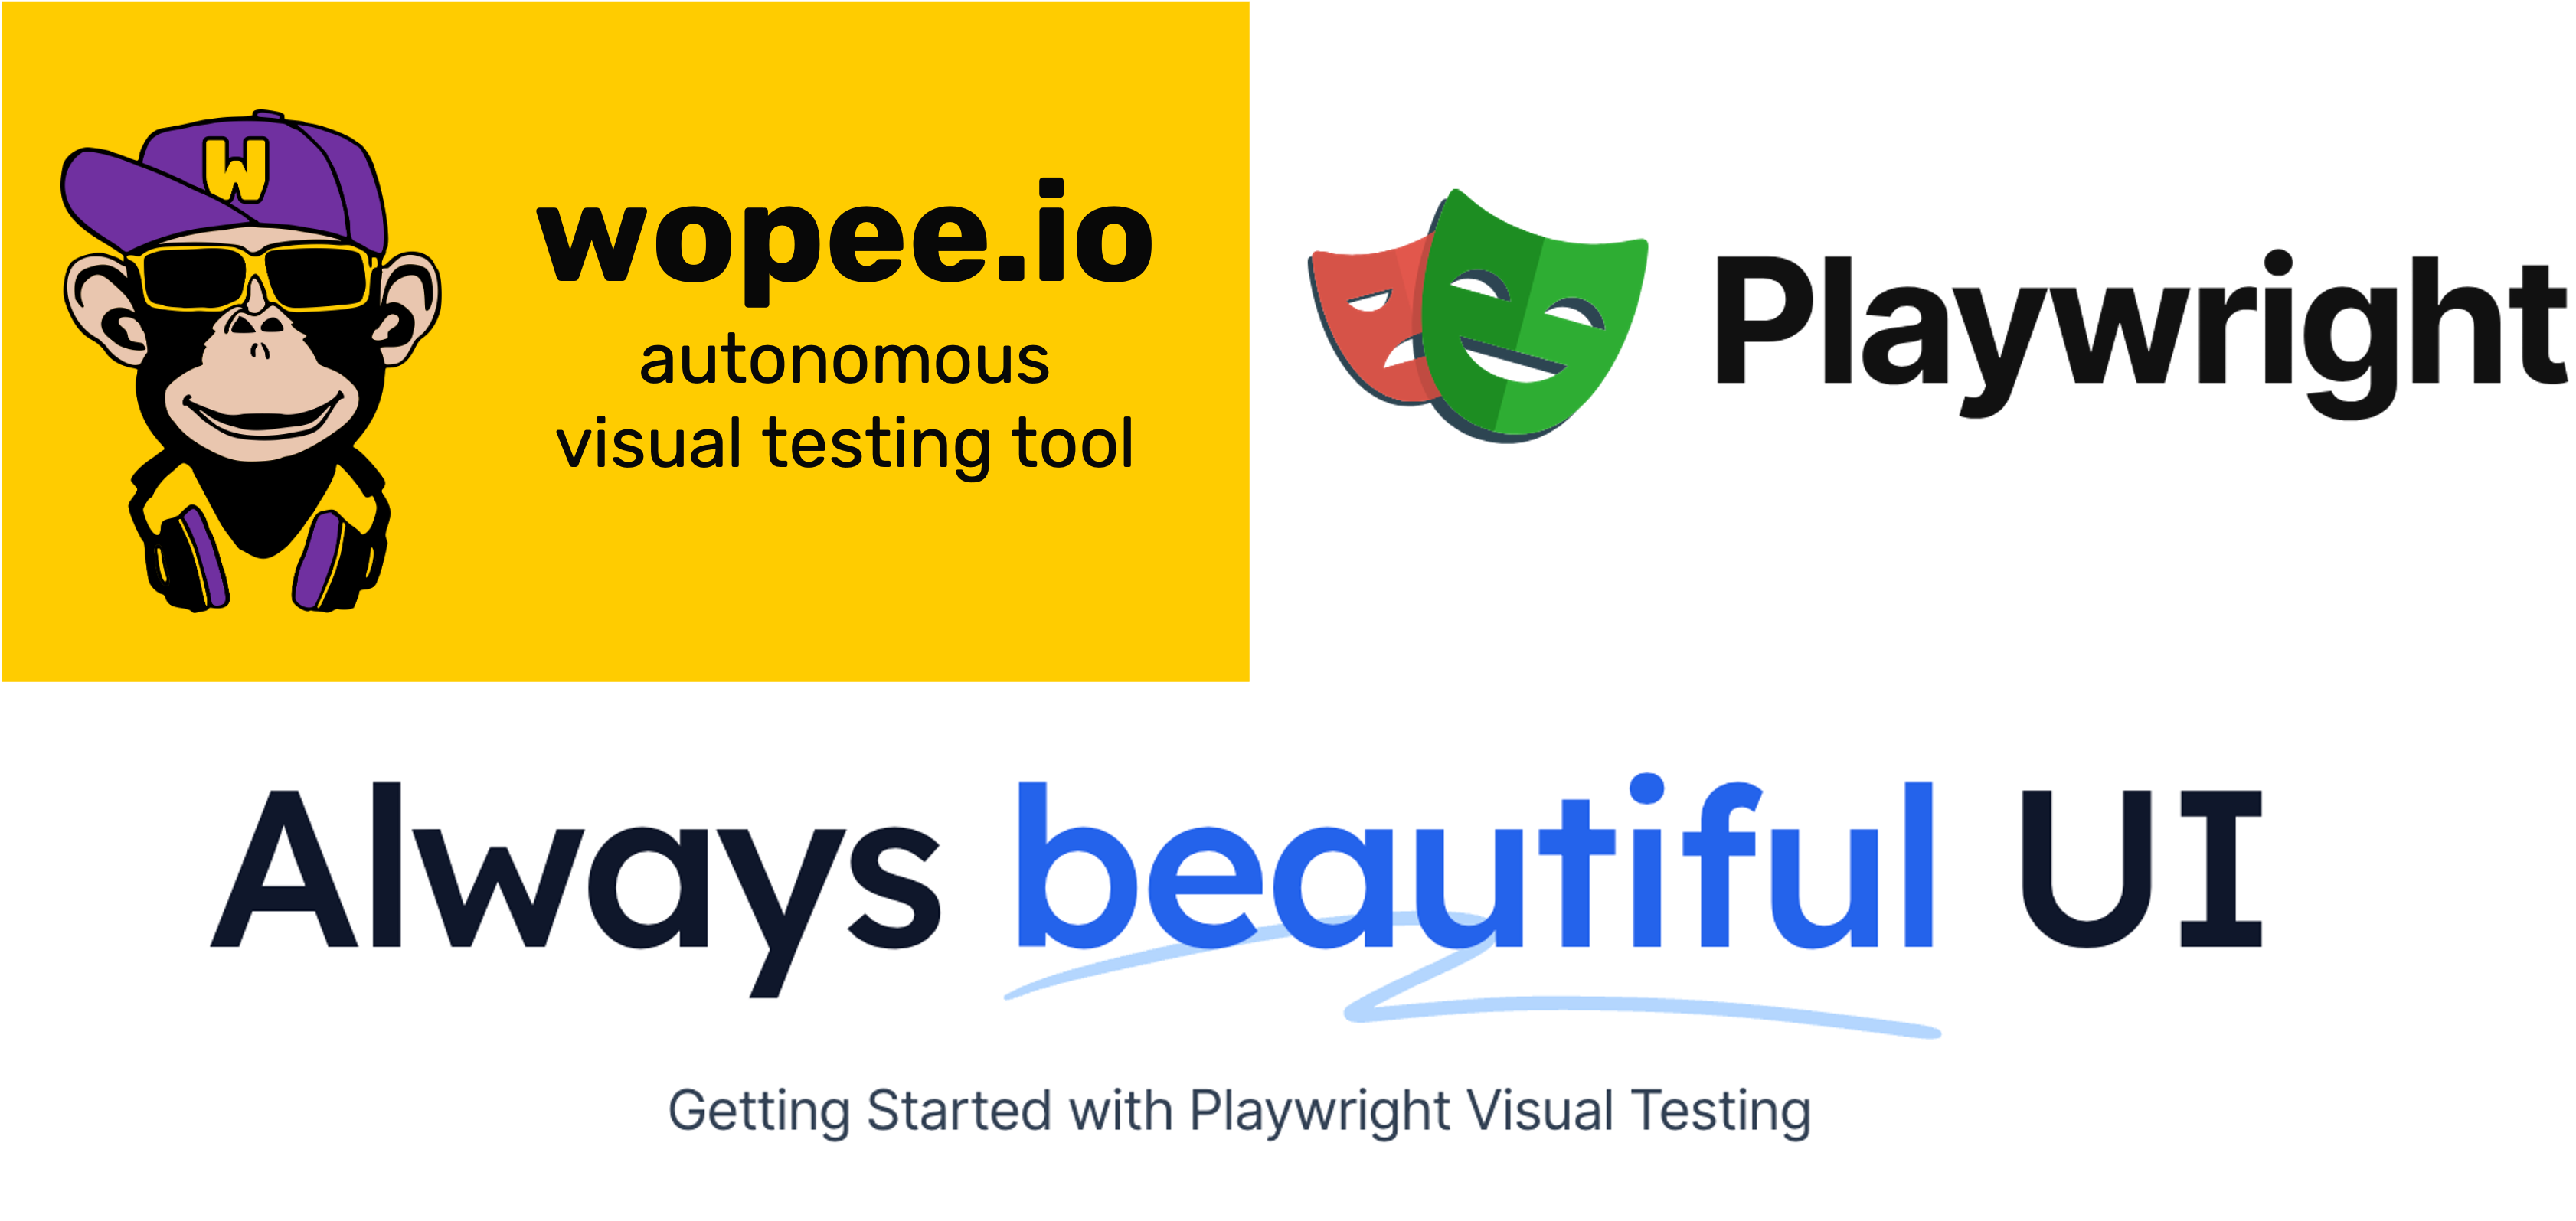 W
wopee.io
autonomous
visual testing tool
Playwright
Always beautiful UI
Getting Started with Playwright Visual Testing